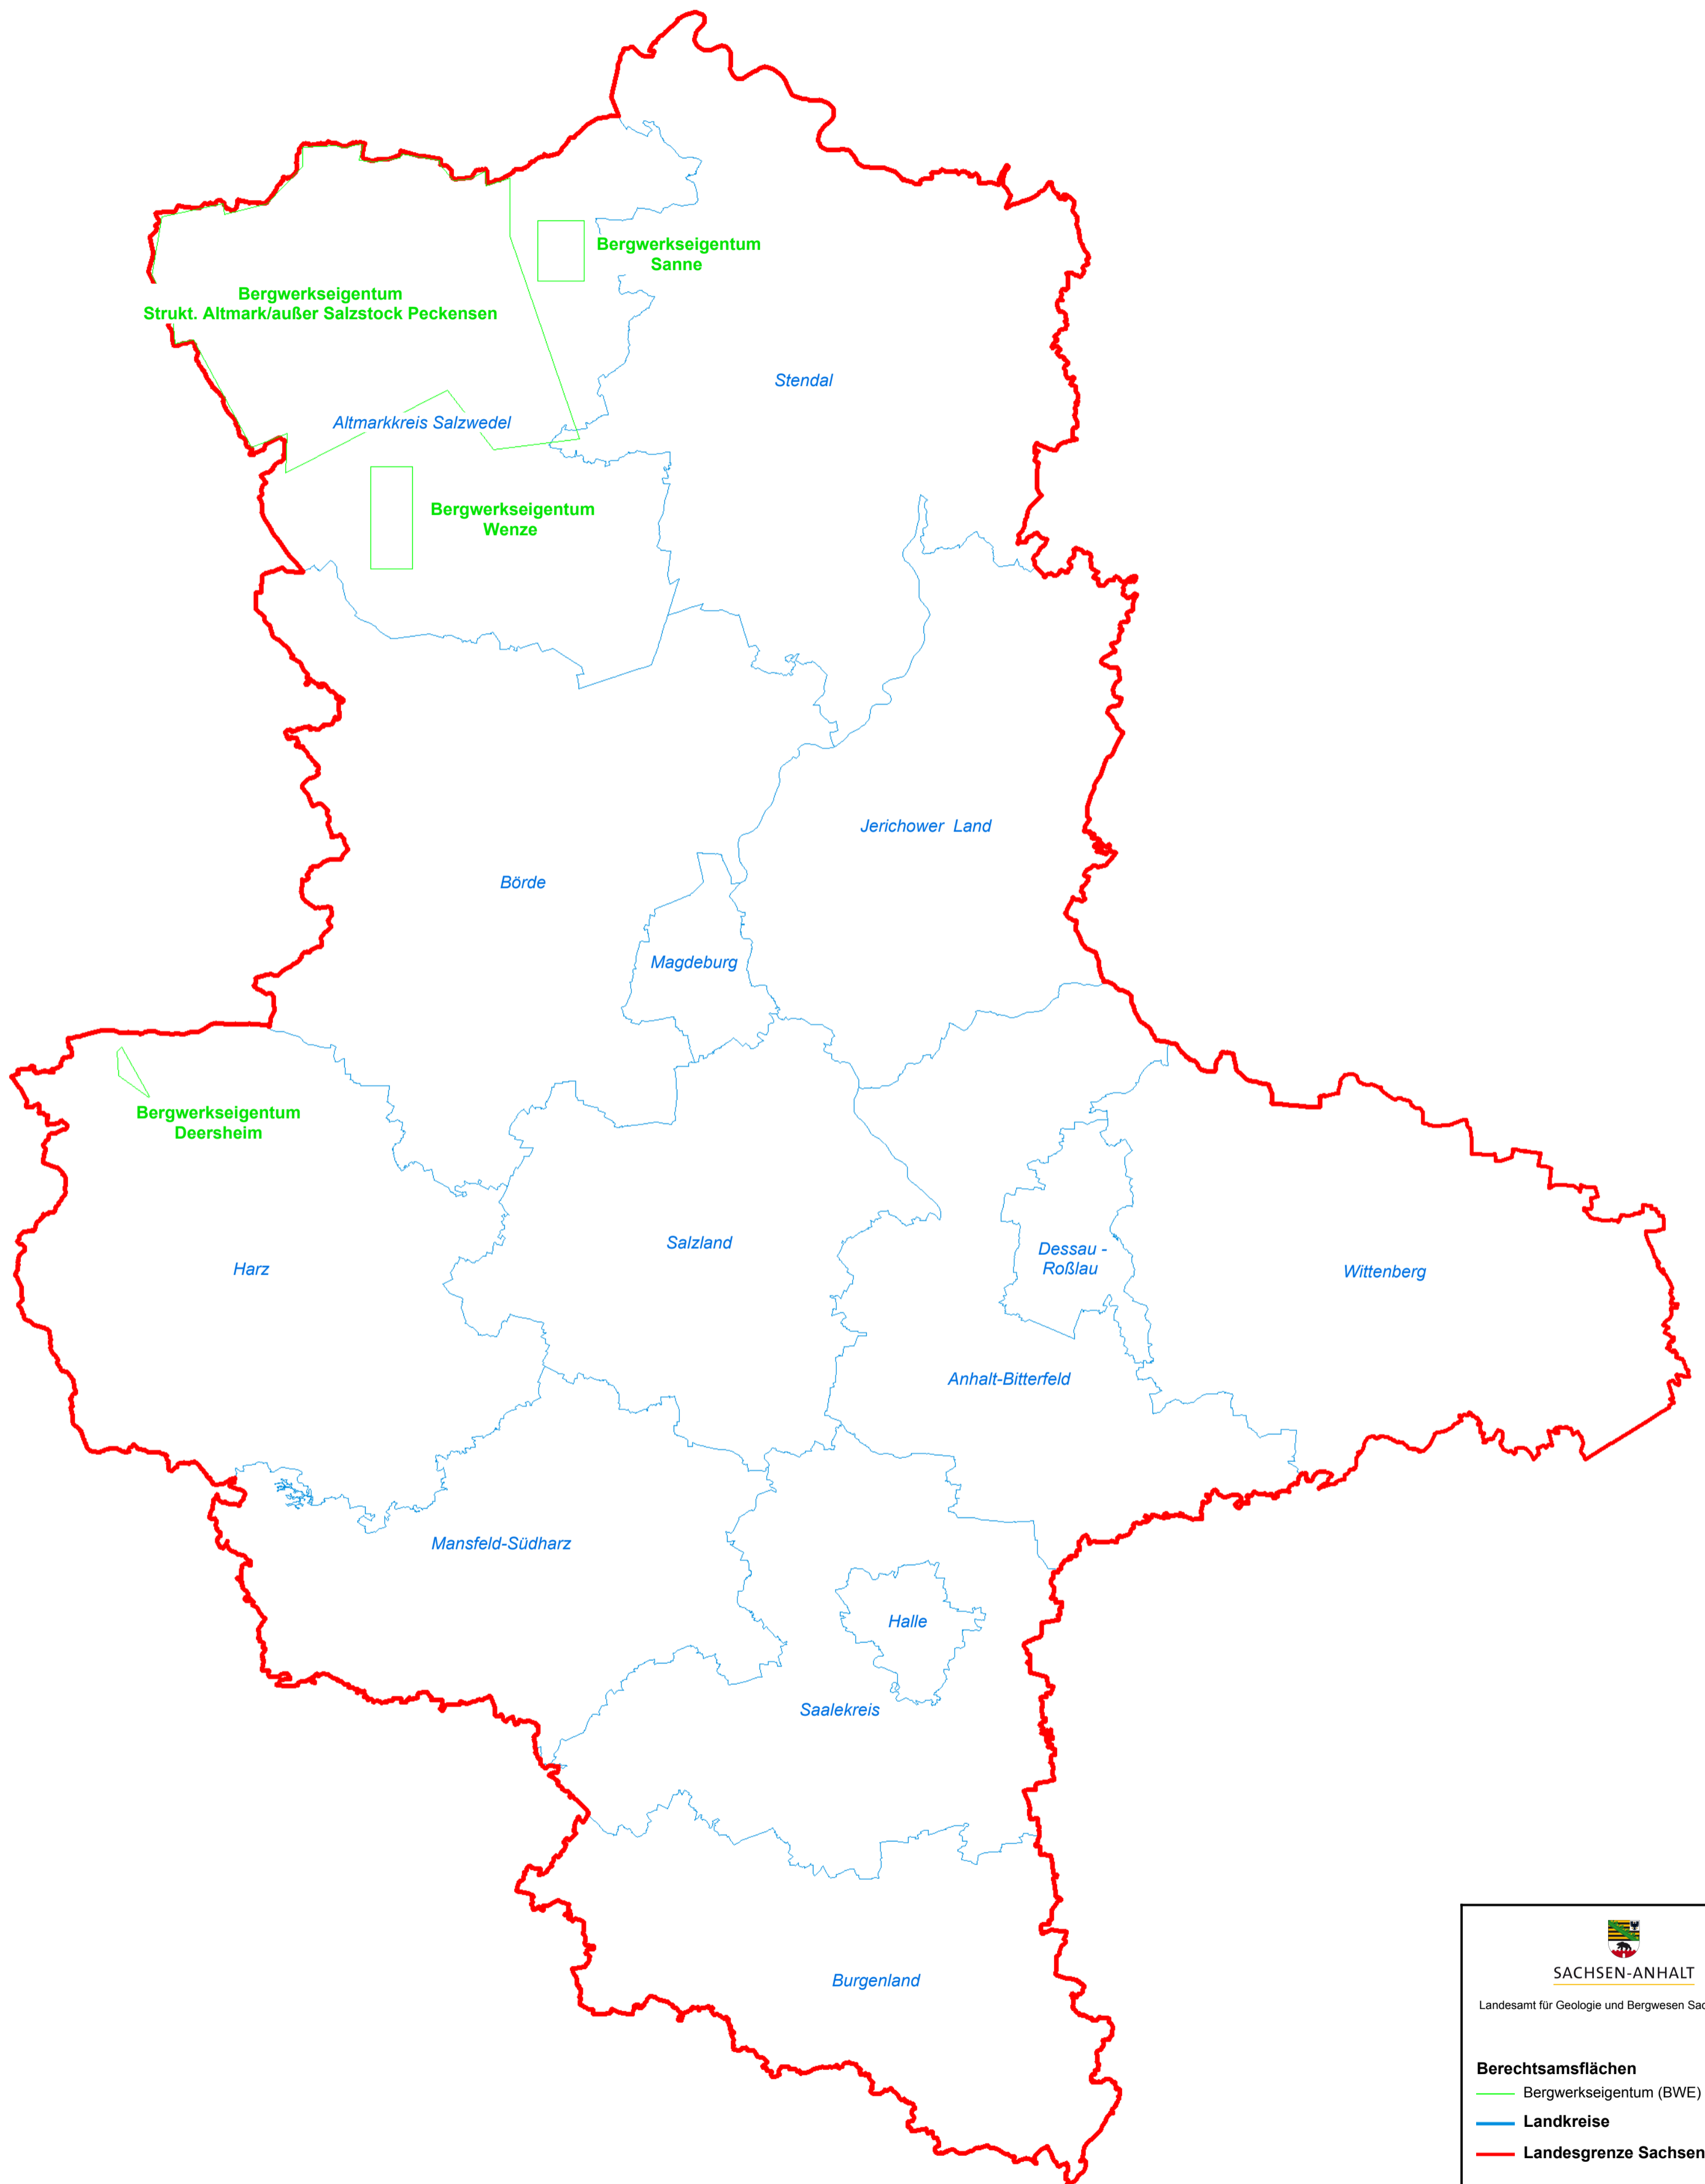 Bergwerkseigentum
Sanne
Bergwerkseigentum
Strukt. Altmark/außer Salzstock Peckensen
Stendal
Altmarkkreis Salzwedel
Bergwerkseigentum
Wenze
Jerichower Land
Börde
Magdeburg
Bergwerkseigentum
Deersheim
Salzland
Dessau -
Roßlau
Harz
Wittenberg
Anhalt-Bitterfeld
Mansfeld-Südharz
Halle
Saalekreis
Burgenland
SACHSEN-ANHALT
Landesamt für Geologie und Bergwesen Sac
Berechtsamsflächen
Bergwerkseigentum (BWE)
Landkreise
Landesgrenze Sachsen